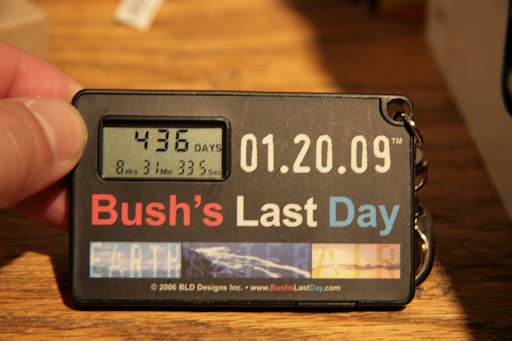 436 DAYS
8 Hrs 31 Min 33 5 Sec
01.20.09™
Bush's Last Day
EARTH
© 2006 BLD Designs Inc. • www.BushsLastDay.com